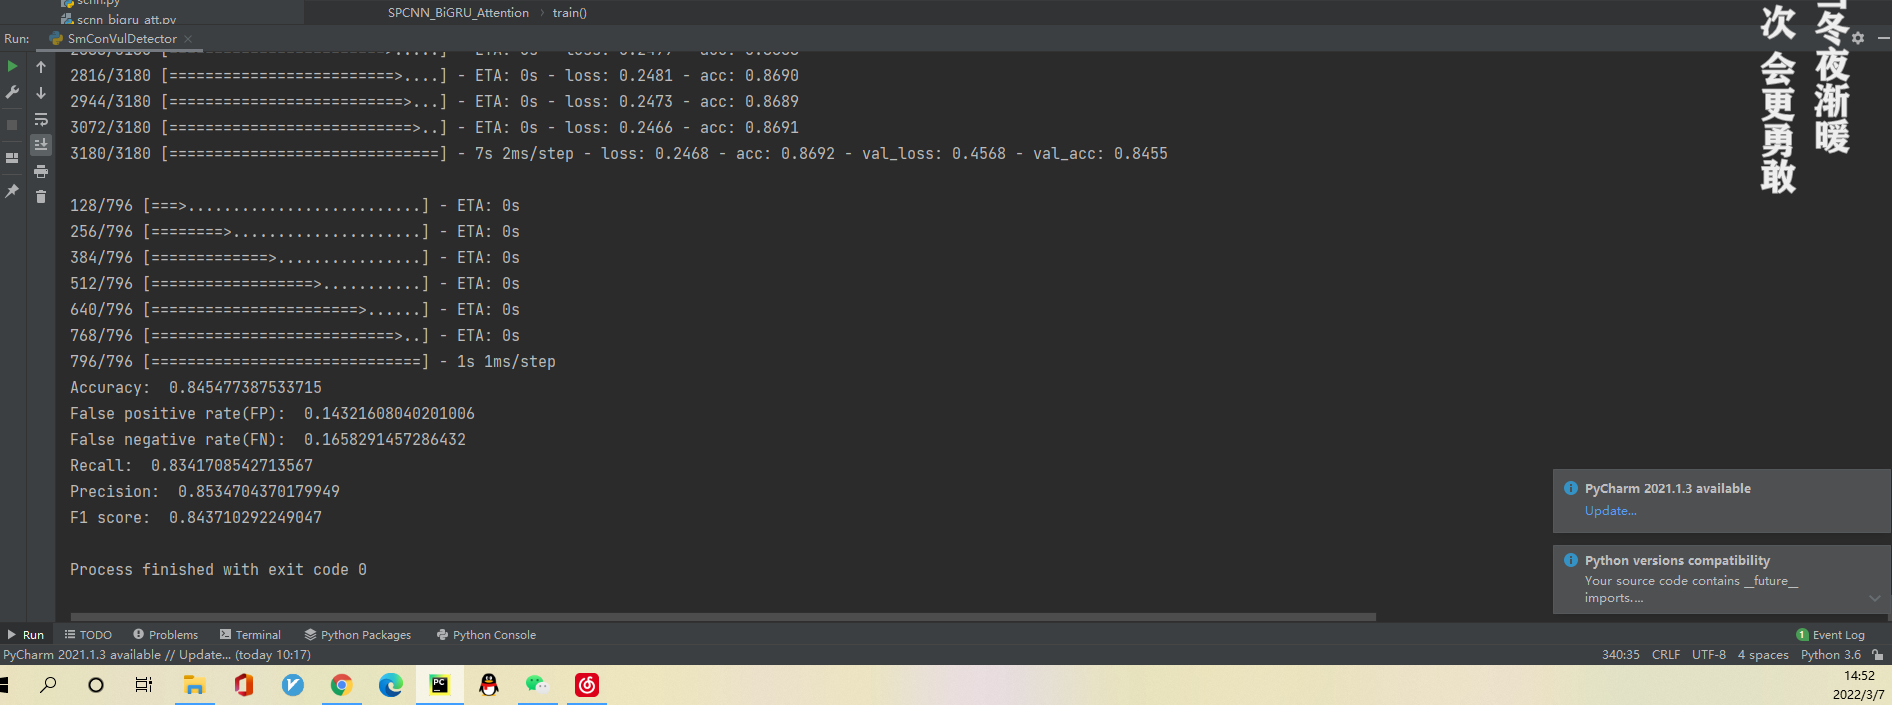 scnn.py
scnn_bigru_att.py
SPCNN_BiGRU_Attention › train()
Run: SmConVulDetector
2816/3180 [=========================>....] - ETA: 0s - loss: 0.2481 - acc: 0.8690
2944/3180 [==========================>...] - ETA: 0s - loss: 0.2473 - acc: 0.8689
3072/3180 [===========================>..] - ETA: 0s - loss: 0.2466 - acc: 0.8691
3180/3180 [==============================] - 7s 2ms/step - loss: 0.2468 - acc: 0.8692 - val_loss: 0.4568 - val_acc: 0.8455
128/796 [===>..........................] - ETA: 0s
256/796 [========>.....................] - ETA: 0s
384/796 [=============>................] - ETA: 0s
512/796 [==================>...........] - ETA: 0s
640/796 [=======================>......] - ETA: 0s
768/796 [===========================>..] - ETA: 0s
796/796 [==============================] - 1s 1ms/step
Accuracy:  0.845477387533715
False positive rate(FP):  0.14321608040201006
False negative rate(FN):  0.1658291457286432
Recall:  0.8341708542713567
Precision:  0.8534704370179949
F1 score:  0.843710292249047
Process finished with exit code 0
冬夜渐暖
次 会更勇敢
PyCharm 2021.1.3 available
Update...
Python versions compatibility
Your source code contains __future__
imports....
Run
TODO
Problems
Terminal
Python Packages
Python Console
1 Event Log
PyCharm 2021.1.3 available // Update... (today 10:17)
340:35 CRLF UTF-8 4 spaces Python 3.6
PC
14:52
2022/3/7